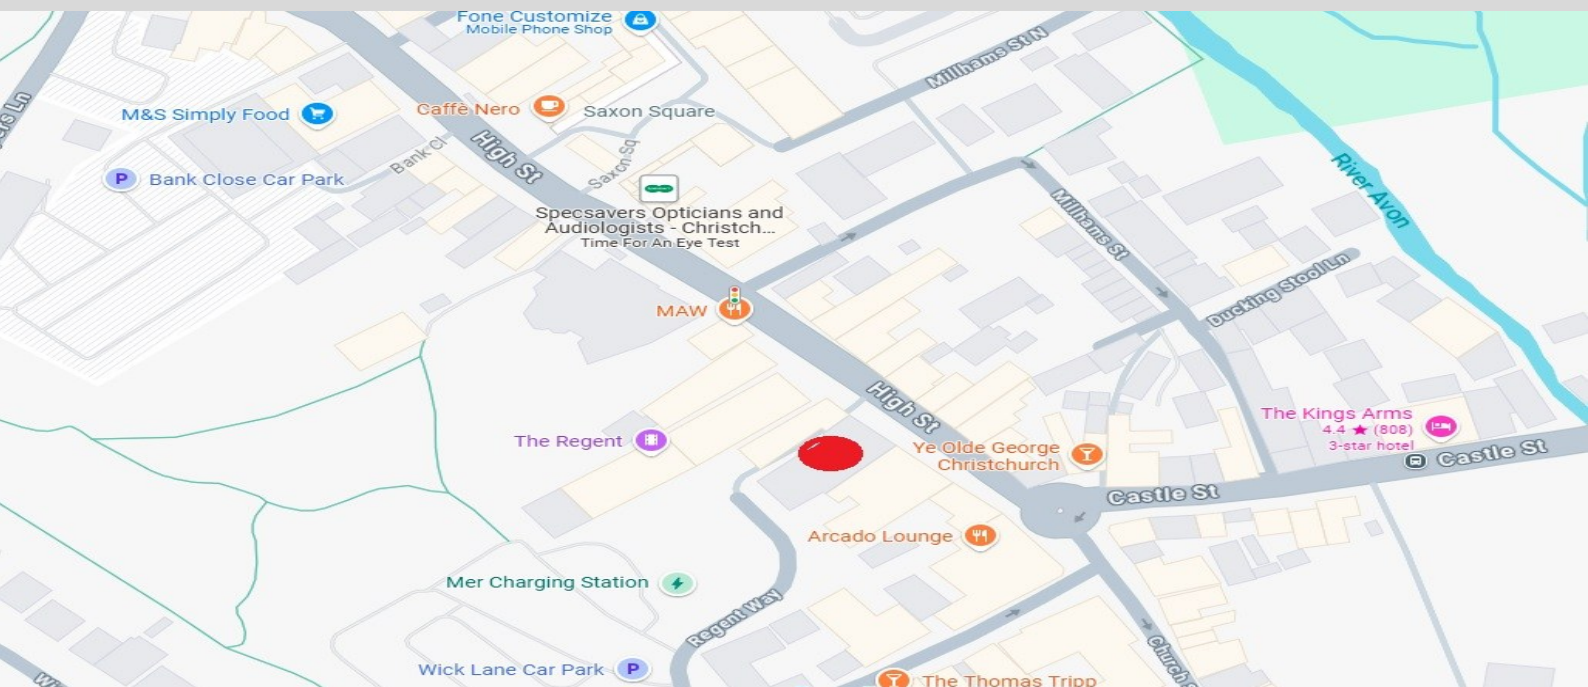 Fone Customize
Mobile Phone Shop
Millhams St N
ers Ln
M&S Simply Food
Caffè Nero
Saxon Square
High St
Bank Cl
Saxon Sq
P
Bank Close Car Park
River Avon
Specsavers Opticians and
Audiologists - Christch...
Time For An Eye Test
Millhams St
Ducking Stool Ln
MAW
High St
The Kings Arms
4.4 ★ (808)
3-star hotel
The Regent
Ye Olde George
Christchurch
Castle St
Castle St
Arcado Lounge
Mer Charging Station
Regent Way
Wick Lane Car Park
P
Church S
The Thomas Tripp
Wi